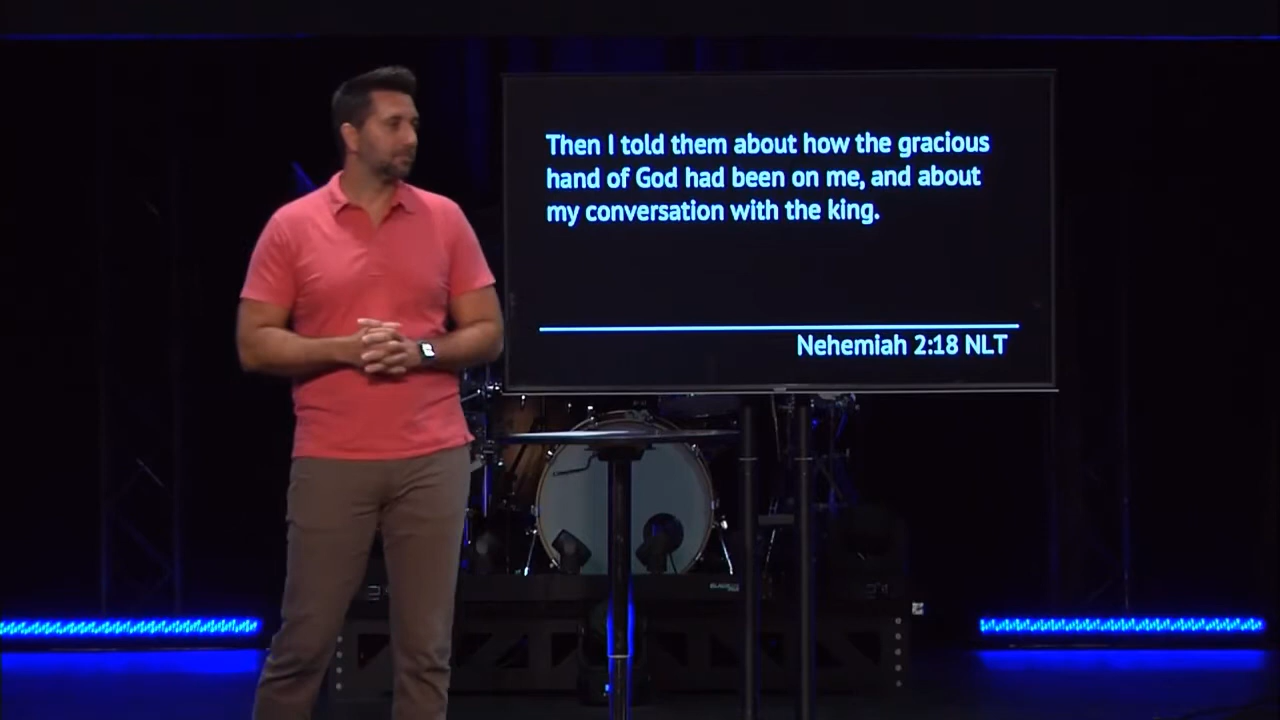 Then I told them about how the gracious
hand of God had been on me, and about
my conversation with the king.
Nehemiah 2:18 NLT